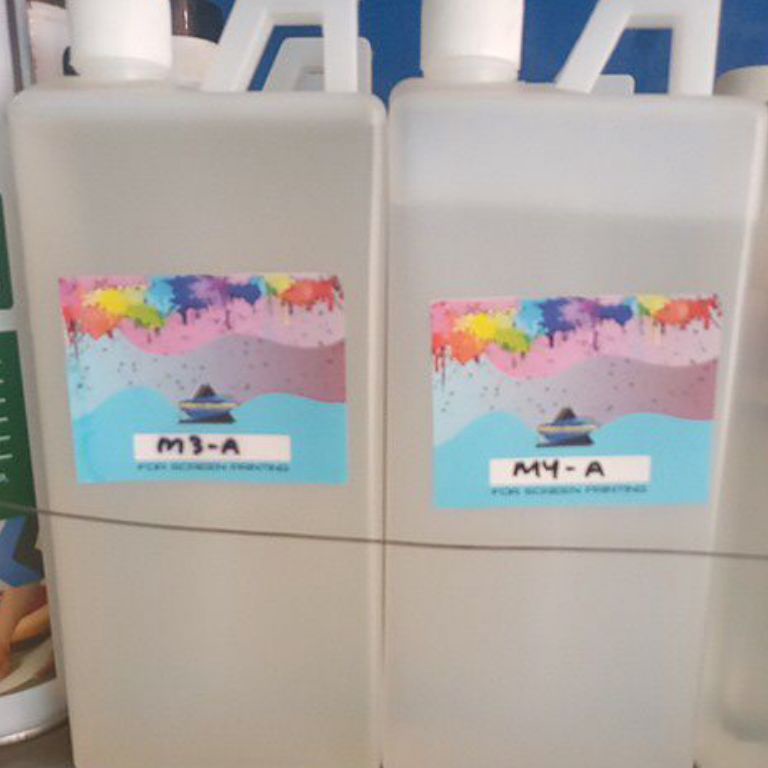 M3-A
FOR SCREEN PRINTING
M4-A
FOR SCREEN PRINTING